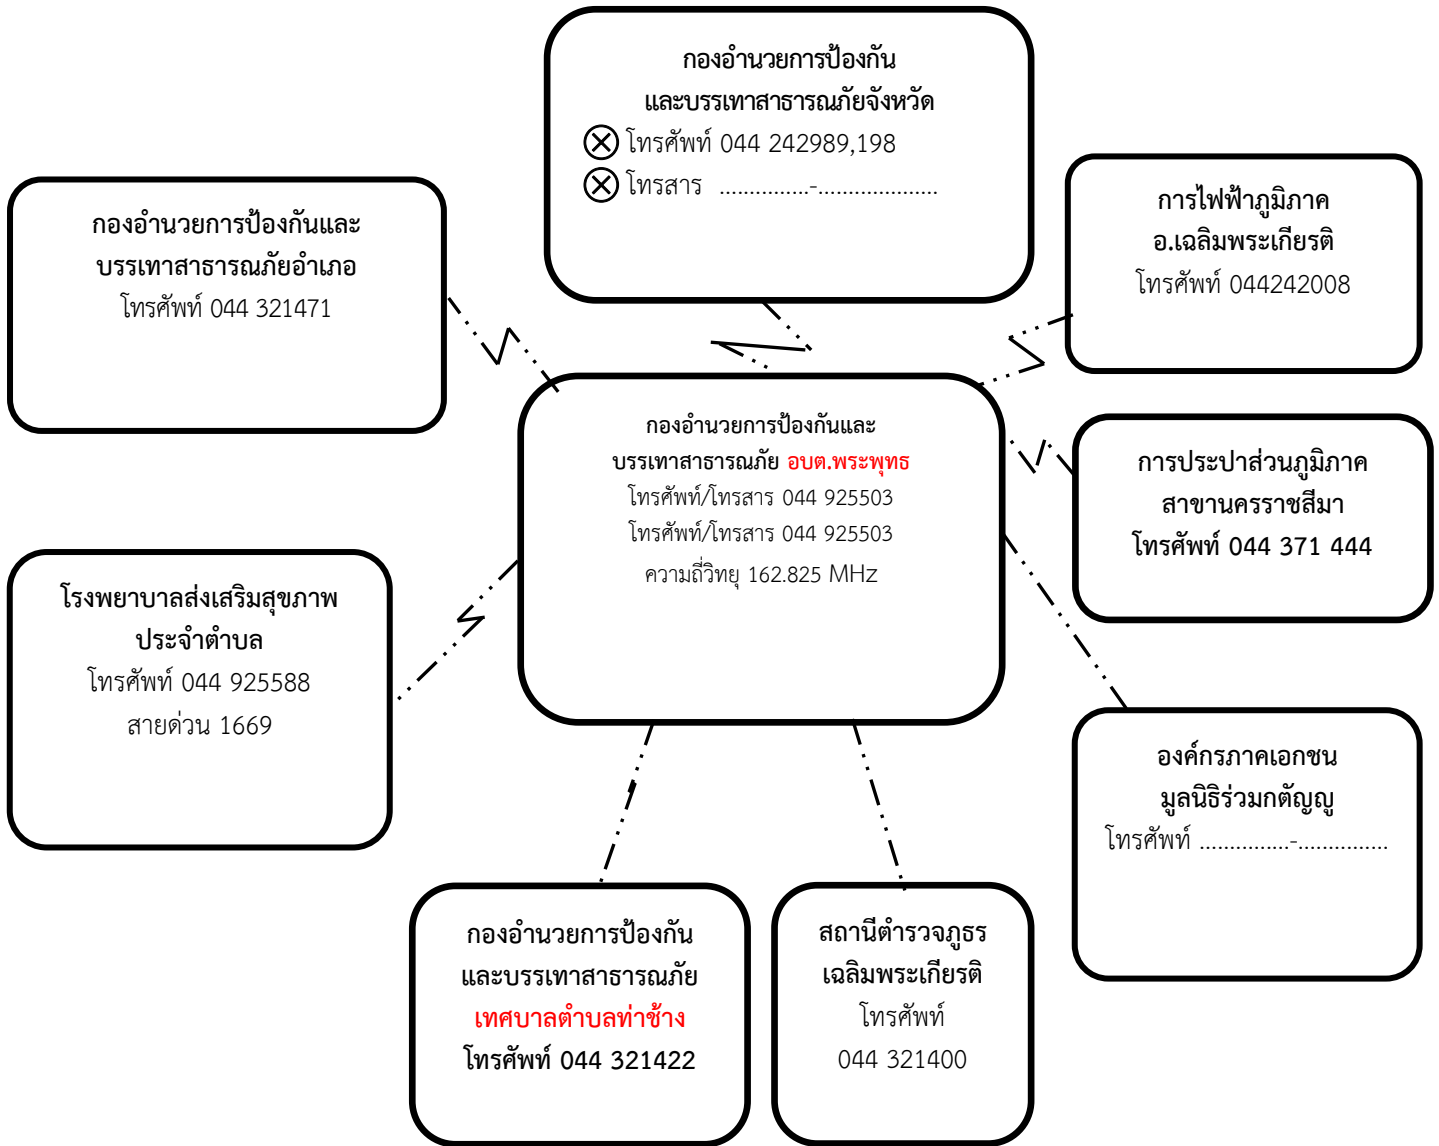 กองอำนวยการป้องกัน
และบรรเทาสาธารณภัยจังหวัด
โทรศัพท์ 044 242989,198
โทรสาร ...............-....................
กองอำนวยการป้องกันและ
บรรเทาสาธารณภัยอำเภอ
โทรศัพท์ 044 321471
การไฟฟ้าภูมิภาค
อ.เฉลิมพระเกียรติ
โทรศัพท์ 044242008
กองอำนวยการป้องกันและ
บรรเทาสาธารณภัย อบต.พระพุทธ
โทรศัพท์/โทรสาร 044 925503
โทรศัพท์/โทรสาร 044 925503
ความถี่วิทยุ 162.825 MHz
การประปาส่วนภูมิภาค
สาขานครราชสีมา
โทรศัพท์ 044 371 444
โรงพยาบาลส่งเสริมสุขภาพ
ประจำตำบล
โทรศัพท์ 044 925588
สายด่วน 1669
องค์กรภาคเอกชน
มูลนิธิร่วมกตัญญู
โทรศัพท์ ...............-...............
กองอำนวยการป้องกัน
และบรรเทาสาธารณภัย
เทศบาลตำบลท่าช้าง
โทรศัพท์ 044 321422
สถานีตำรวจภูธร
เฉลิมพระเกียรติ
โทรศัพท์
044 321400